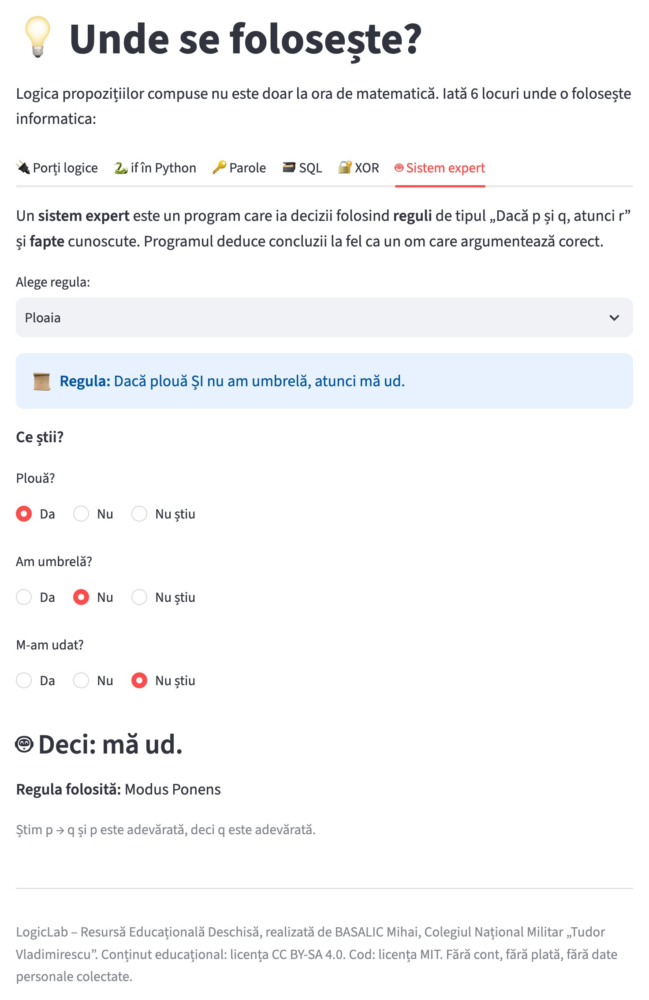 Unde se folosește?
Logica propozițiilor compuse nu este doar la ora de matematică. Iată 6 locuri unde o folosește
informatica:
Porți logice if în Python Parole SQL XOR Sistem expert
Un sistem expert este un program care ia decizii folosind reguli de tipul „Dacă p și q, atunci r”
și fapte cunoscute. Programul deduce concluzii la fel ca un om care argumentează corect.
Alege regula:
Ploaia
Regula: Dacă plouă ȘI nu am umbrelă, atunci mă ud.
Ce știi?
Plouă?
Da Nu Nu știu
Am umbrelă?
Da Nu Nu știu
M-am udat?
Da Nu Nu știu
Deci: mă ud.
Regula folosită: Modus Ponens
Știm p → q și p este adevărată, deci q este adevărată.
LogicLab – Resursă Educațională Deschisă, realizată de BASALIC Mihai, Colegiul Național Militar „Tudor
Vladimirescu”. Conținut educațional: licența CC BY-SA 4.0. Cod: licența MIT. Fără cont, fără plată, fără date
personale colectate.